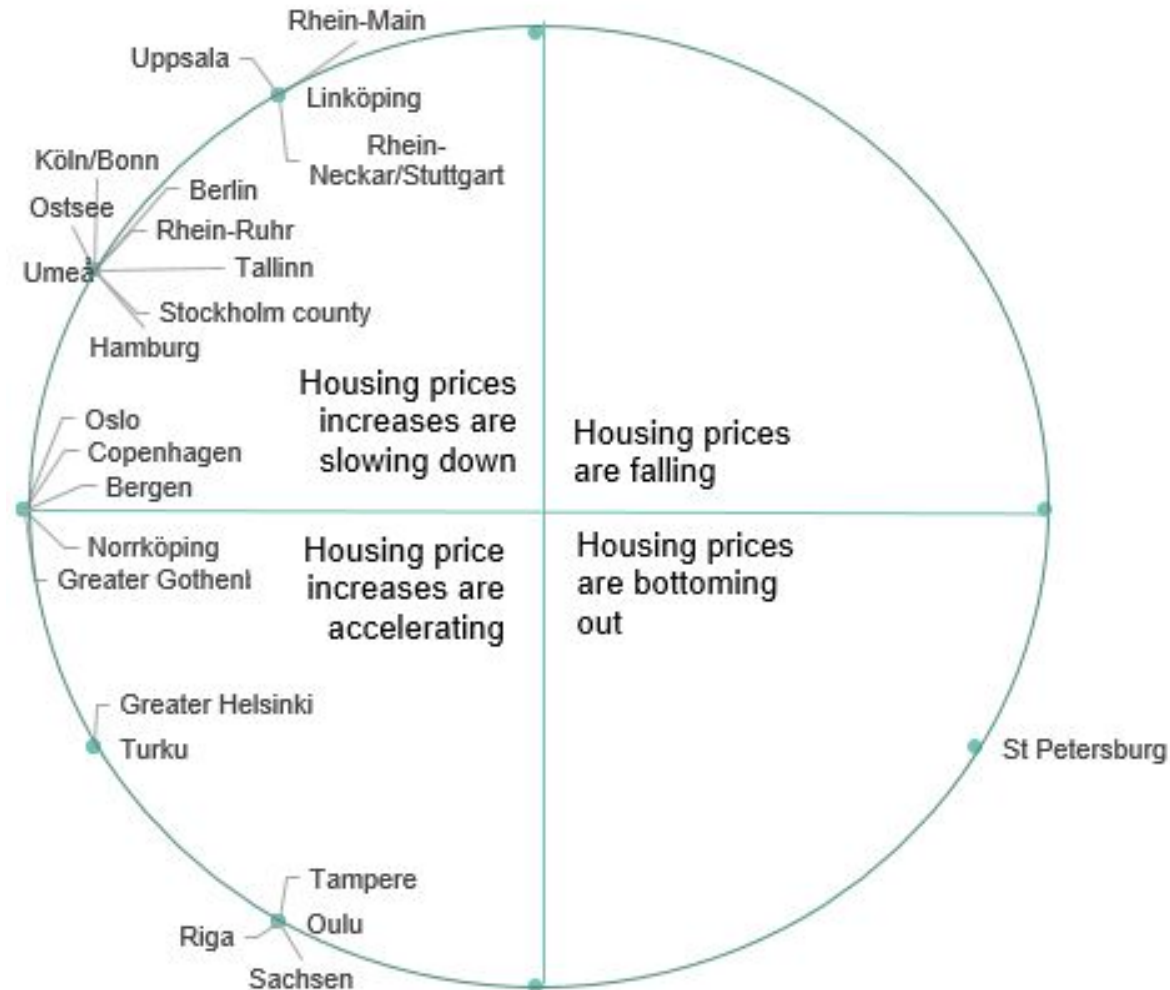 Rhein-Main
Uppsala
Linköping
Rhein-
Neckar/Stuttgart
Köln/Bonn
Berlin
Ostsee
Rhein-Ruhr
Tallinn
Umeå
Stockholm county
Hamburg
Housing prices
increases are
slowing down
Housing prices
are falling
Oslo
Copenhagen
Bergen
Norrköping
Greater Gothenl
Housing price
increases are
accelerating
Housing prices
are bottoming
out
Greater Helsinki
Turku
St Petersburg
Tampere
Oulu
Riga
Sachsen